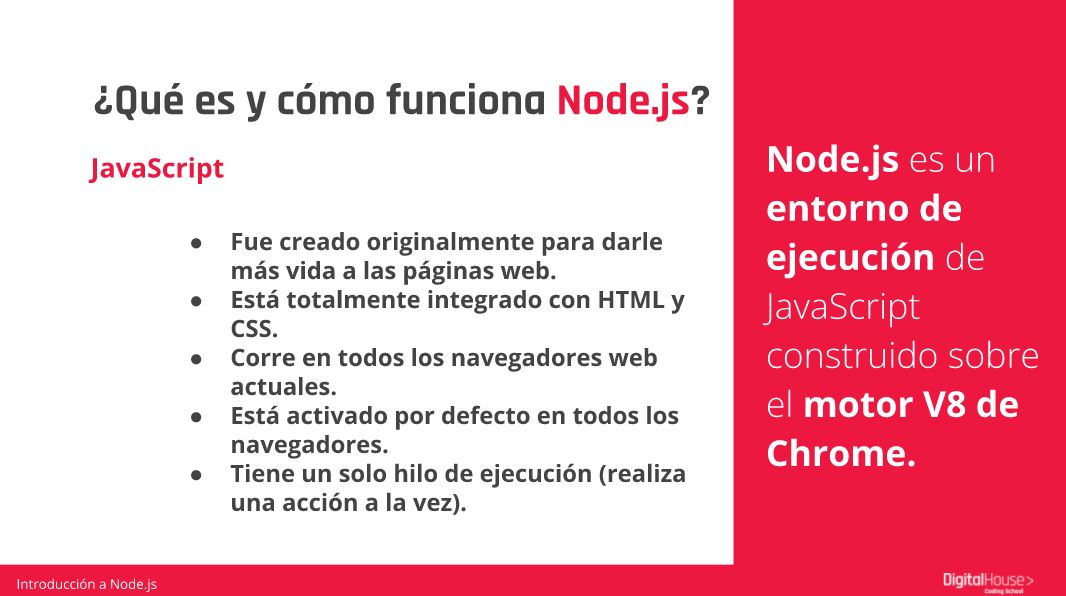 ¿Qué es y cómo funciona Node.js?
JavaScript
● Fue creado originalmente para darle
más vida a las páginas web.
● Está totalmente integrado con HTML y
CSS.
● Corre en todos los navegadores web
actuales.
● Está activado por defecto en todos los
navegadores.
● Tiene un solo hilo de ejecución (realiza
una acción a la vez).
Node.js es un
entorno de
ejecución de
JavaScript
construido sobre
el motor V8 de
Chrome.
Introducción a Node.js
DigitalHouse>
Coding School